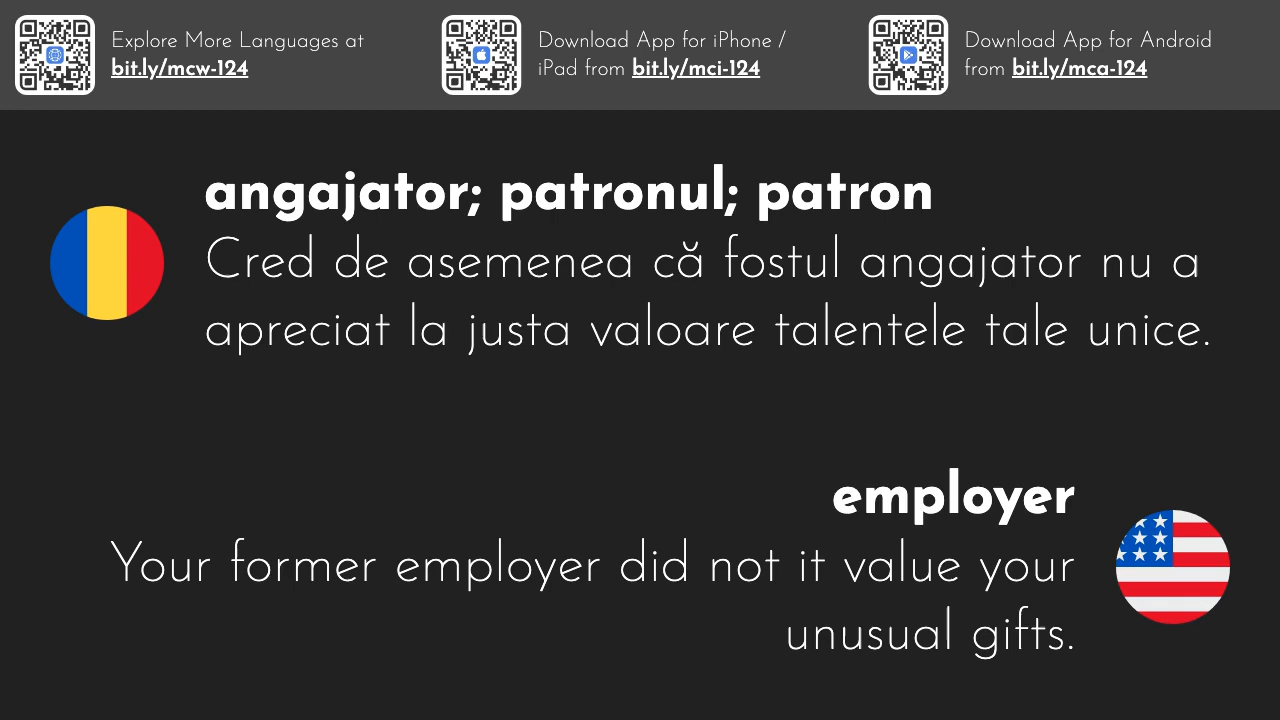 Explore More Languages at
bit.ly/mcw-124
Download App for iPhone /
iPad from bit.ly/mci-124
Download App for Android
from bit.ly/mca-124
angajator; patronul; patron
Cred de asemenea că fostul angajator nu a
apreciat la justa valoare talentele tale unice.
employer
Your former employer did not it value your
unusual gifts.